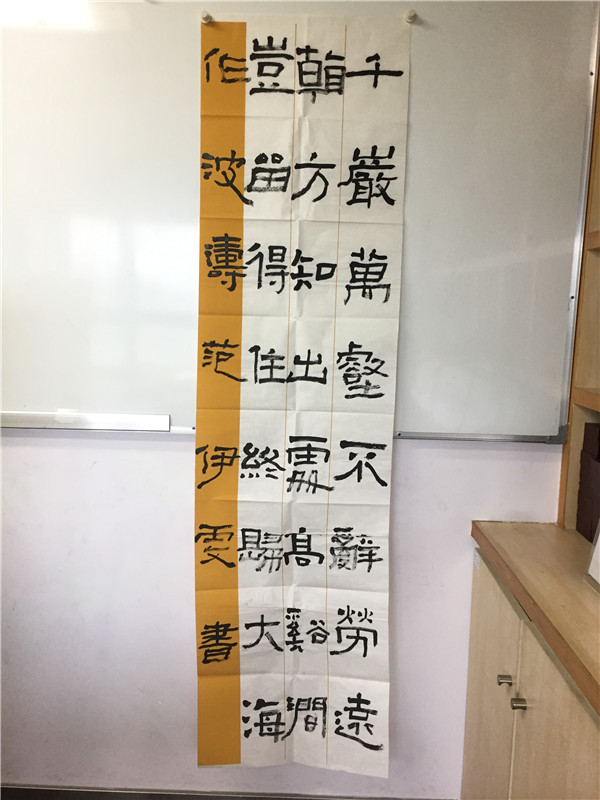 千巖萬壑不辭勞遠
看方知出處高谿澗
豈留得住終歸大海
作波濤范伊雯書